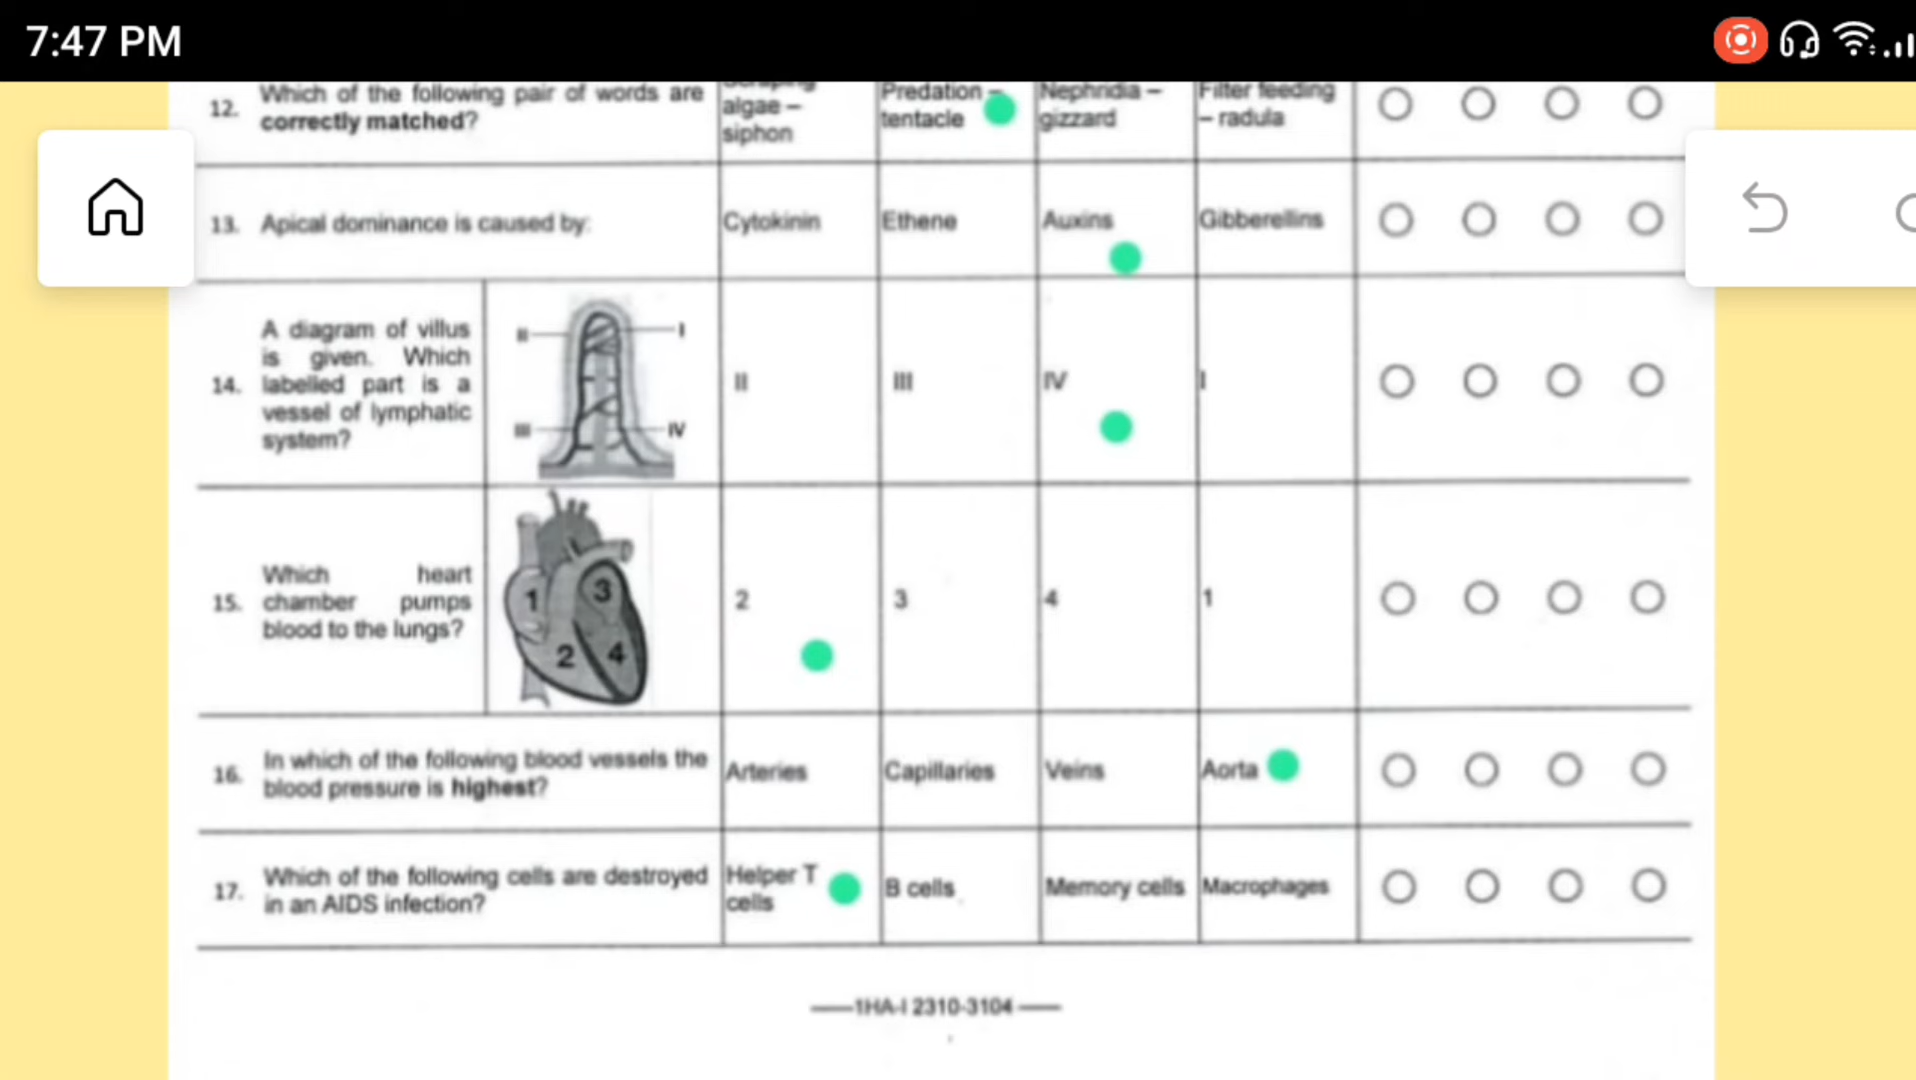 7:47 PM
12. Which of the following pair of words are correctly matched?
Scraping algae – siphon
Predation – tentacle
Nephridia – gizzard
Filter feeding – radula
13. Apical dominance is caused by:
Cytokinin
Ethene
Auxins
Gibberellins
14. A diagram of villus is given. Which labelled part is a vessel of lymphatic system?
II
I
III
IV
II
III
IV
I
15. Which heart chamber pumps blood to the lungs?
1
3
2
4
2
3
4
1
16. In which of the following blood vessels the blood pressure is highest?
Arteries
Capillaries
Veins
Aorta
17. Which of the following cells are destroyed in an AIDS infection?
Helper T cells
B cells
Memory cells
Macrophages
—1HA-I 2310-3104—